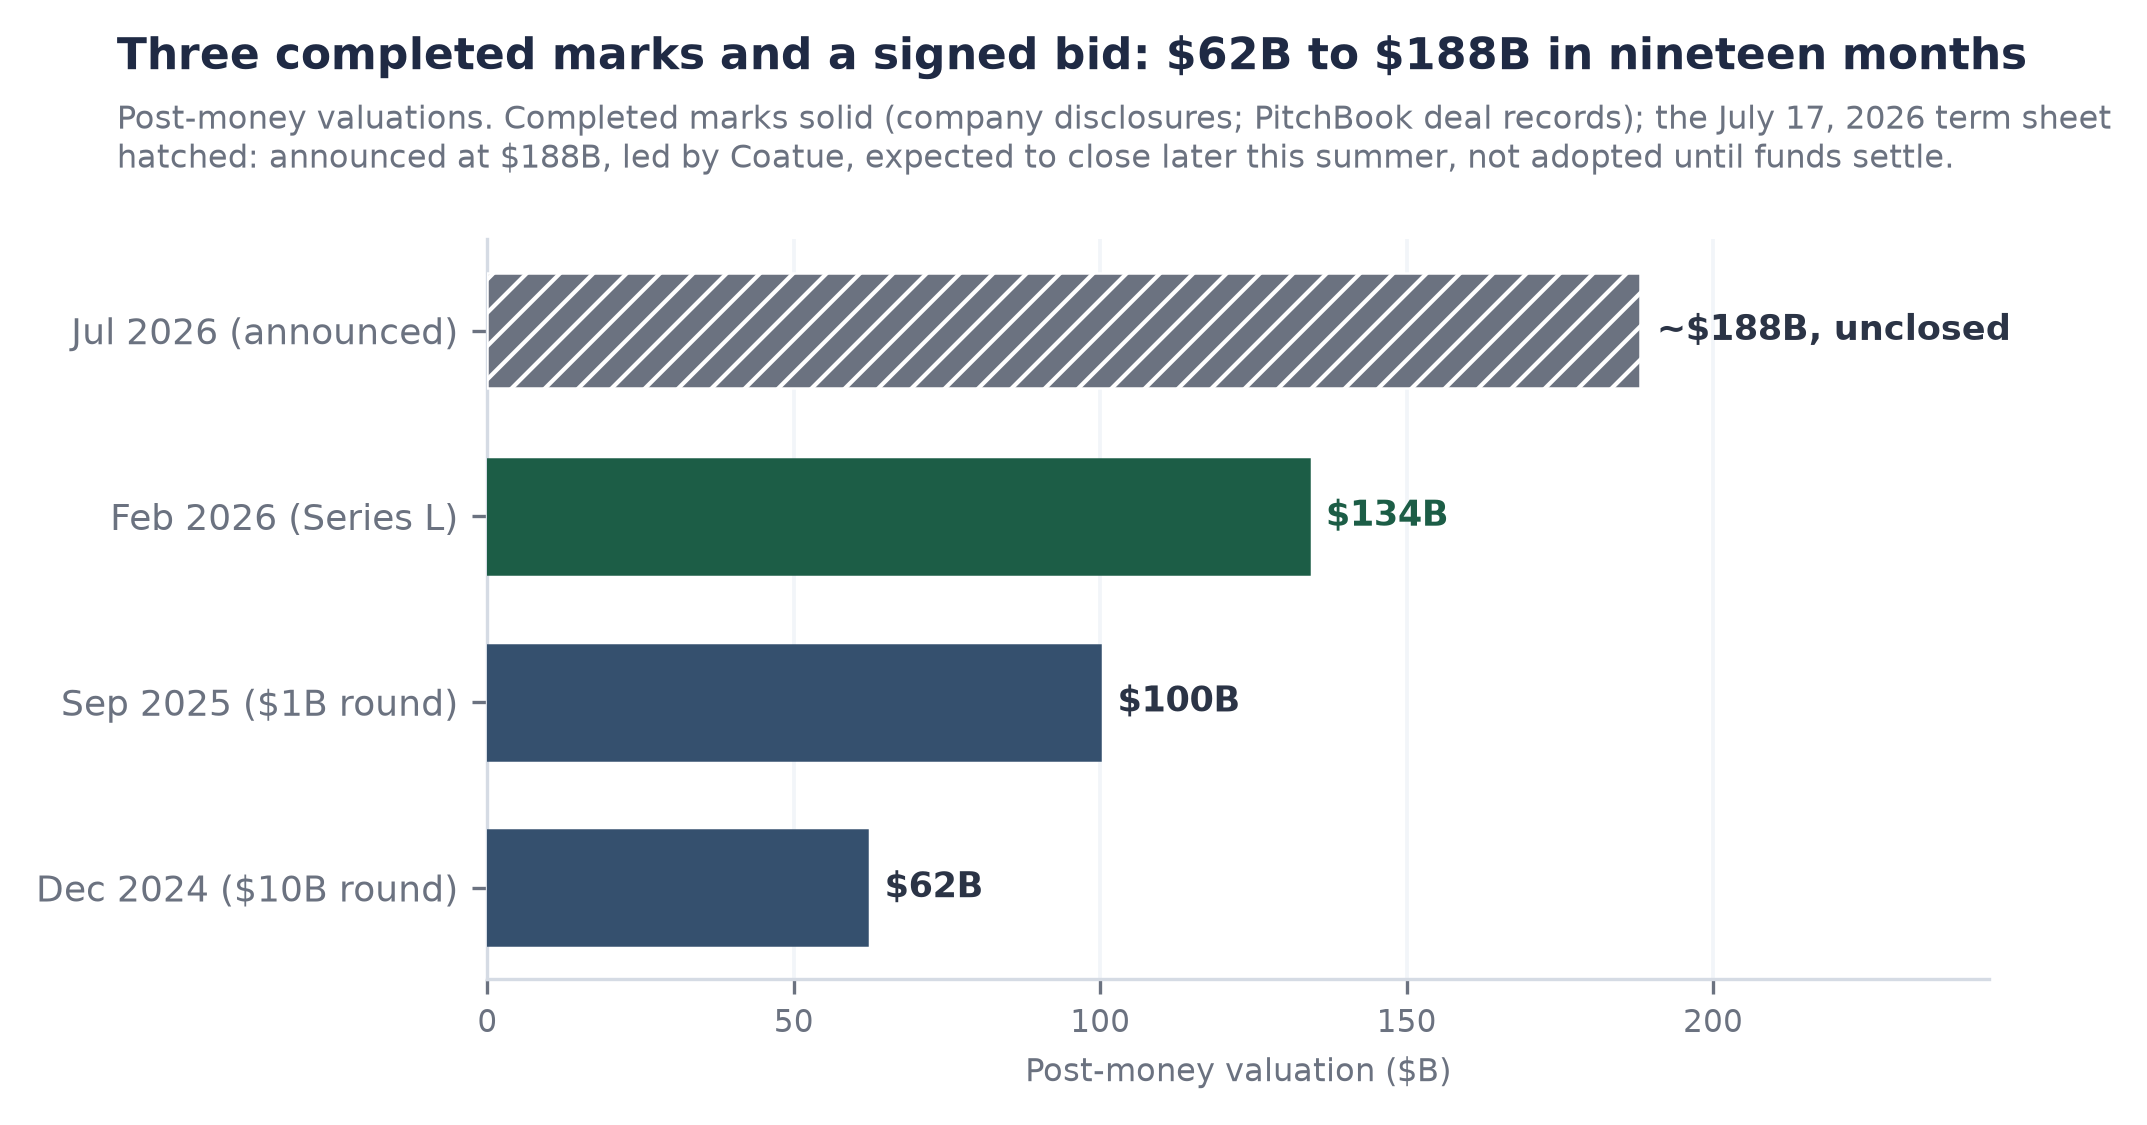 Three completed marks and a signed bid: $62B to $188B in nineteen months
Post-money valuations. Completed marks solid (company disclosures; PitchBook deal records); the July 17, 2026 term sheet
hatched: announced at $188B, led by Coatue, expected to close later this summer, not adopted until funds settle.
Jul 2026 (announced)
~$188B, unclosed
Feb 2026 (Series L)
$134B
Sep 2025 ($1B round)
$100B
Dec 2024 ($10B round)
$62B
0 50 100 150 200
Post-money valuation ($B)